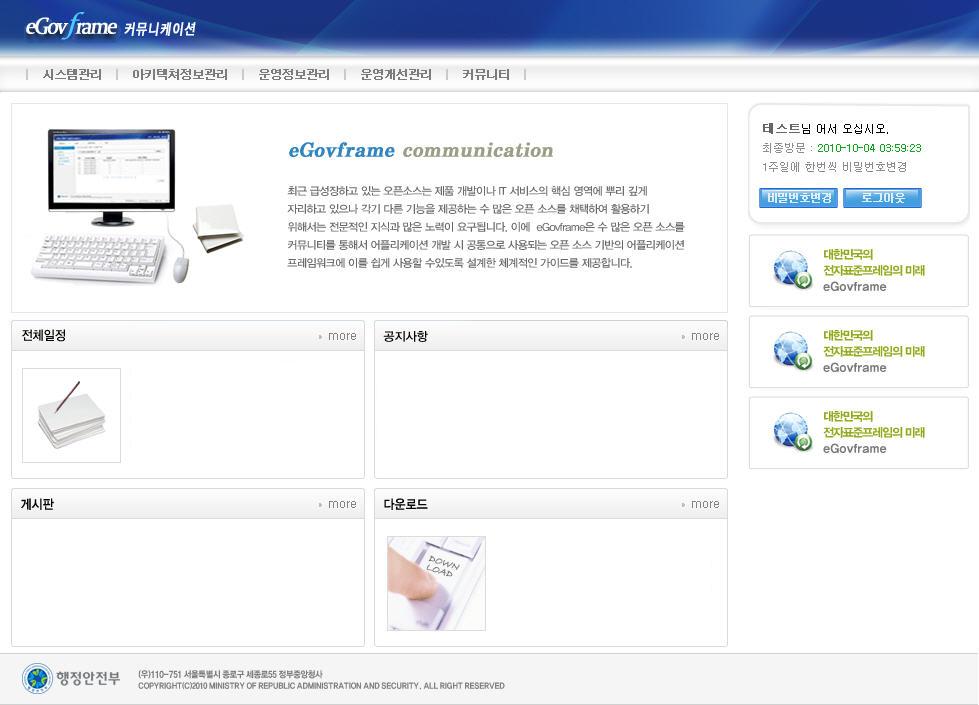 eGovframe 커뮤니케이션
시스템관리 | 아키텍처정보관리 | 운영정보관리 | 운영개선관리 | 커뮤니티
eGovframe communication
최근 급성장하고 있는 오픈소스는 제품 개발이나 IT 서비스의 핵심 영역에 뿌리 깊게
자리하고 있으나 각기 다른 기능을 제공하는 수 많은 오픈 소스를 채택하여 활용하기
위해서는 전문적인 지식과 많은 노력이 요구됩니다. 이에 eGovframe은 수 많은 오픈 소스를
커뮤니티를 통해서 어플리케이션 개발 시 공통으로 사용되는 오픈 소스 기반의 어플리케이션
프레임워크에 이를 쉽게 사용할 수있도록 설계한 체계적인 가이드를 제공합니다.
테스트님 어서 오십시오.
최종방문 : 2010-10-04 03:59:23
1주일에 한번씩 비밀번호변경
비밀번호변경 로그아웃
대한민국의
전자표준프레임의 미래
eGovframe
대한민국의
전자표준프레임의 미래
eGovframe
대한민국의
전자표준프레임의 미래
eGovframe
전체일정 more
공지사항 more
게시판 more
다운로드 more
DOWN
LOAD
행정안전부
(우)110-751 서울특별시 종로구 세종로55 정부중앙청사
COPYRIGHT(C)2010 MINISTRY OF REPUBLIC ADMINISTRATION AND SECURITY. ALL RIGHT RESERVED